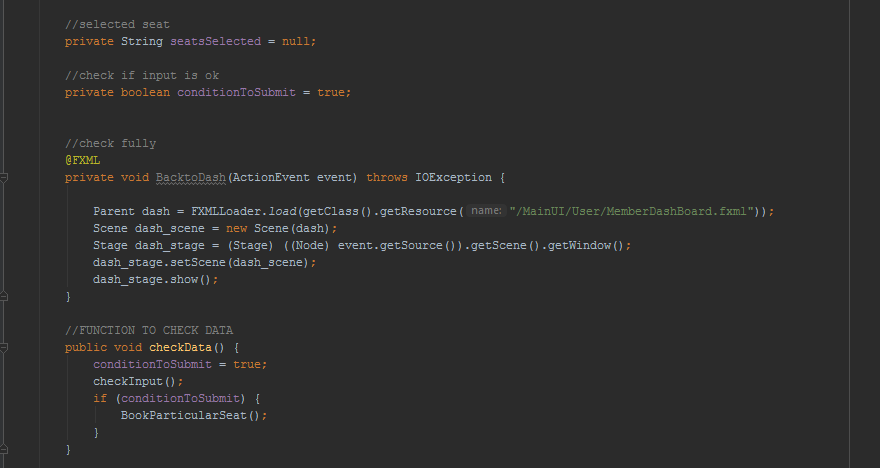 //selected seat
private String seatsSelected = null;
//check if input is ok
private boolean conditionToSubmit = true;
//check fully
@FXML
private void BacktoDash(ActionEvent event) throws IOException {
Parent dash = FXMLLoader.load(getClass().getResource( name: "/MainUI/User/MemberDashBoard.fxml"));
Scene dash_scene = new Scene(dash);
Stage dash_stage = (Stage) ((Node) event.getSource()).getScene().getWindow();
dash_stage.setScene(dash_scene);
dash_stage.show();
}
//FUNCTION TO CHECK DATA
public void checkData() {
conditionToSubmit = true;
checkInput();
if (conditionToSubmit) {
BookParticularSeat();
}
}